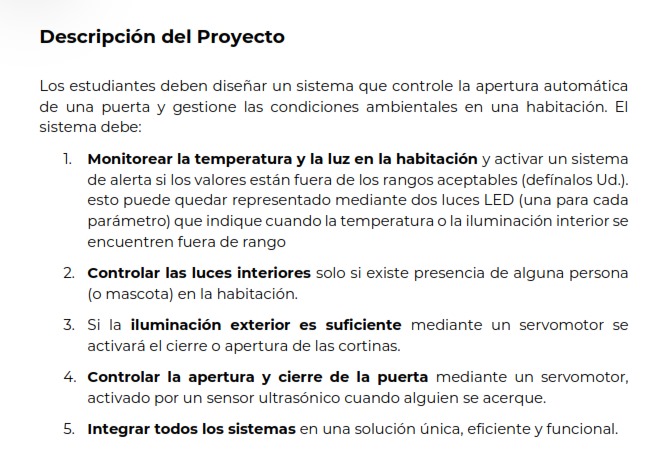 Descripción del Proyecto
Los estudiantes deben diseñar un sistema que controle la apertura automática
de una puerta y gestione las condiciones ambientales en una habitación. El
sistema debe:
1. Monitorear la temperatura y la luz en la habitación y activar un sistema
de alerta si los valores están fuera de los rangos aceptables (defínalos Ud.).
esto puede quedar representado mediante dos luces LED (una para cada
parámetro) que indique cuando la temperatura o la iluminación interior se
encuentren fuera de rango
2. Controlar las luces interiores solo si existe presencia de alguna persona
(o mascota) en la habitación.
3. Si la iluminación exterior es suficiente mediante un servomotor se
activará el cierre o apertura de las cortinas.
4. Controlar la apertura y cierre de la puerta mediante un servomotor,
activado por un sensor ultrasónico cuando alguien se acerque.
5. Integrar todos los sistemas en una solución única, eficiente y funcional.